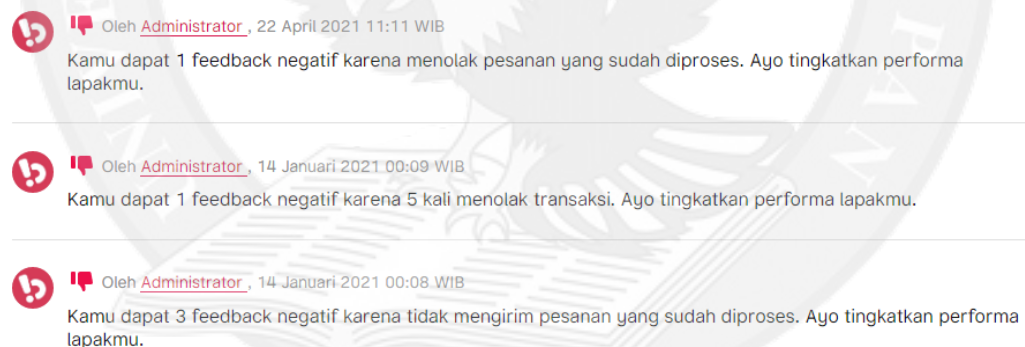 Oleh Administrator , 22 April 2021 11:11 WIB
Kamu dapat 1 feedback negatif karena menolak pesanan yang sudah diproses. Ayo tingkatkan performa
lapakmu.
Oleh Administrator , 14 Januari 2021 00:09 WIB
Kamu dapat 1 feedback negatif karena 5 kali menolak transaksi. Ayo tingkatkan performa lapakmu.
Oleh Administrator , 14 Januari 2021 00:08 WIB
Kamu dapat 3 feedback negatif karena tidak mengirim pesanan yang sudah diproses. Ayo tingkatkan performa
lapakmu.